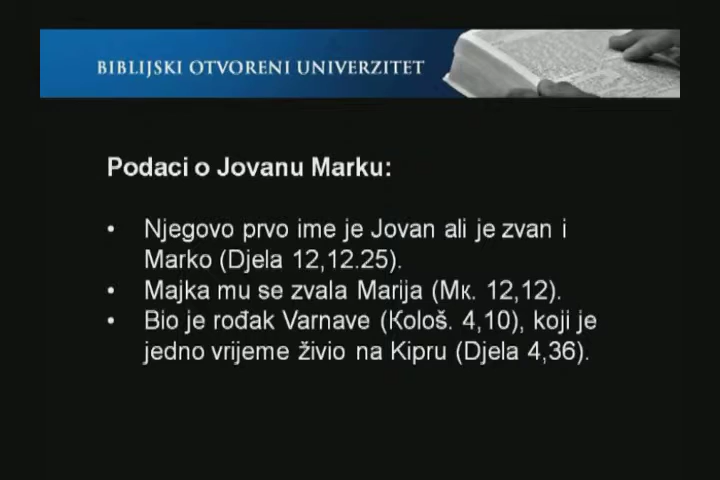 BIBLIJSKI OTVORENI UNIVERZITET
Podaci o Jovanu Marku:
• Njegovo prvo ime je Jovan ali je zvan i
Marko (Djela 12,12.25).
• Majka mu se zvala Marija (Мк. 12,12).
• Bio je rođak Varnave (Kološ. 4,10), koji je
jedno vrijeme živio na Kipru (Djela 4,36).